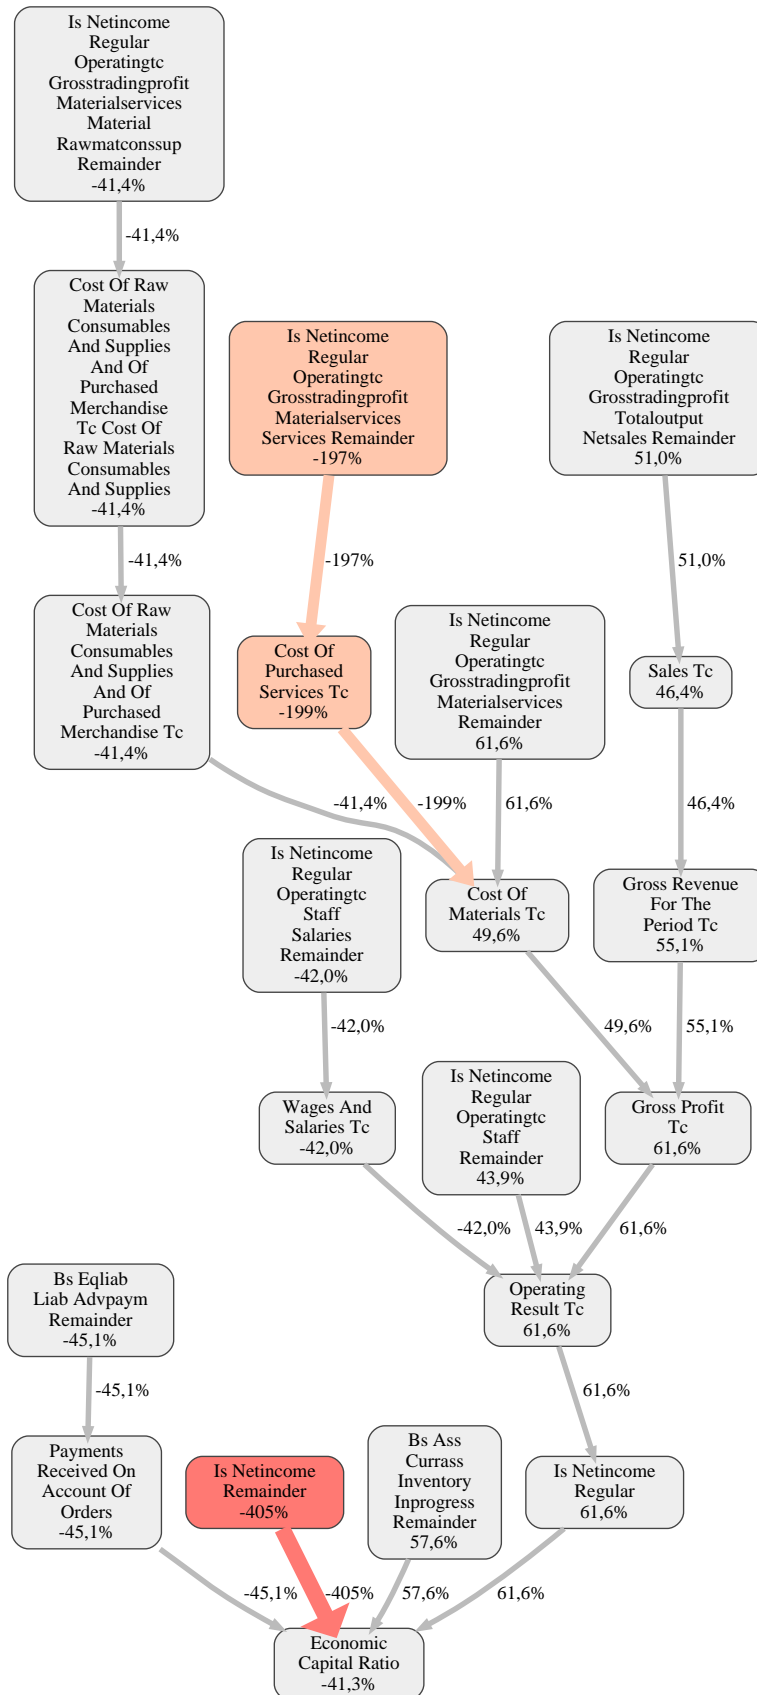 Is Netincome
Regular
Operatingtc
Grosstradingprofit
Materialservices
Material
Rawmatconssup
Remainder
-41,4%
-41,4%
Cost Of Raw
Materials
Consumables
And Supplies
And Of
Purchased
Merchandise
Tc Cost Of
Raw Materials
Consumables
And Supplies
-41,4%
Is Netincome
Regular
Operatingtc
Grosstradingprofit
Materialservices
Services Remainder
-197%
Is Netincome
Regular
Operatingtc
Grosstradingprofit
Totaloutput
Netsales Remainder
51,0%
-41,4%
-197%
51,0%
Cost Of Raw
Materials
Consumables
And Supplies
And Of
Purchased
Merchandise Tc
-41,4%
Cost Of
Purchased
Services Tc
-199%
Is Netincome
Regular
Operatingtc
Grosstradingprofit
Materialservices
Remainder
61,6%
Sales Tc
46,4%
-41,4%
-199%
61,6%
46,4%
Is Netincome
Regular
Operatingtc
Staff
Salaries
Remainder
-42,0%
Cost Of
Materials Tc
49,6%
Gross Revenue
For The
Period Tc
55,1%
-42,0%
49,6%
55,1%
Wages And
Salaries Tc
-42,0%
Is Netincome
Regular
Operatingtc
Staff
Remainder
43,9%
Gross Profit
Tc
61,6%
-42,0%
43,9%
61,6%
Bs Eqliab
Liab Advpaym
Remainder
-45,1%
Operating
Result Tc
61,6%
-45,1%
61,6%
Payments
Received On
Account Of
Orders
-45,1%
Is Netincome
Remainder
-405%
Bs Ass
Currass
Inventory
Inprogress
Remainder
57,6%
Is Netincome
Regular
61,6%
-45,1%
-405%
57,6%
61,6%
Economic
Capital Ratio
-41,3%